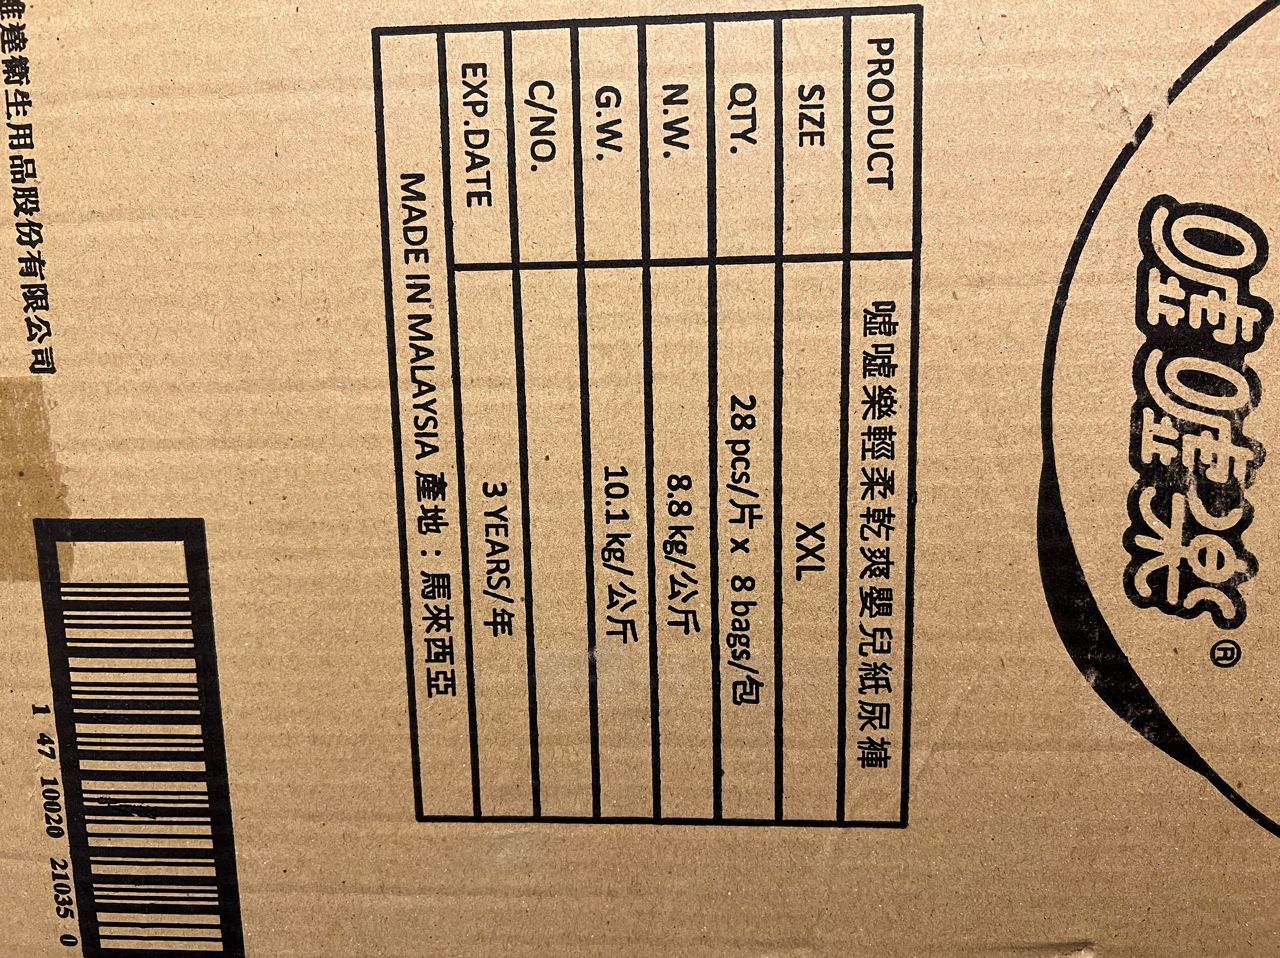 噓噓樂®
PRODUCT 噓噓樂輕柔乾爽嬰兒紙尿褲
SIZE XXL
QTY. 28 pcs/片 x 8 bags/包
N.W. 8.8 kg/公斤
G.W. 10.1 kg/公斤
C/NO.
EXP.DATE 3 YEARS/年
MADE IN MALAYSIA 產地：馬來西亞
1 47 10020 21035 0
達衛生用品股份有限公司